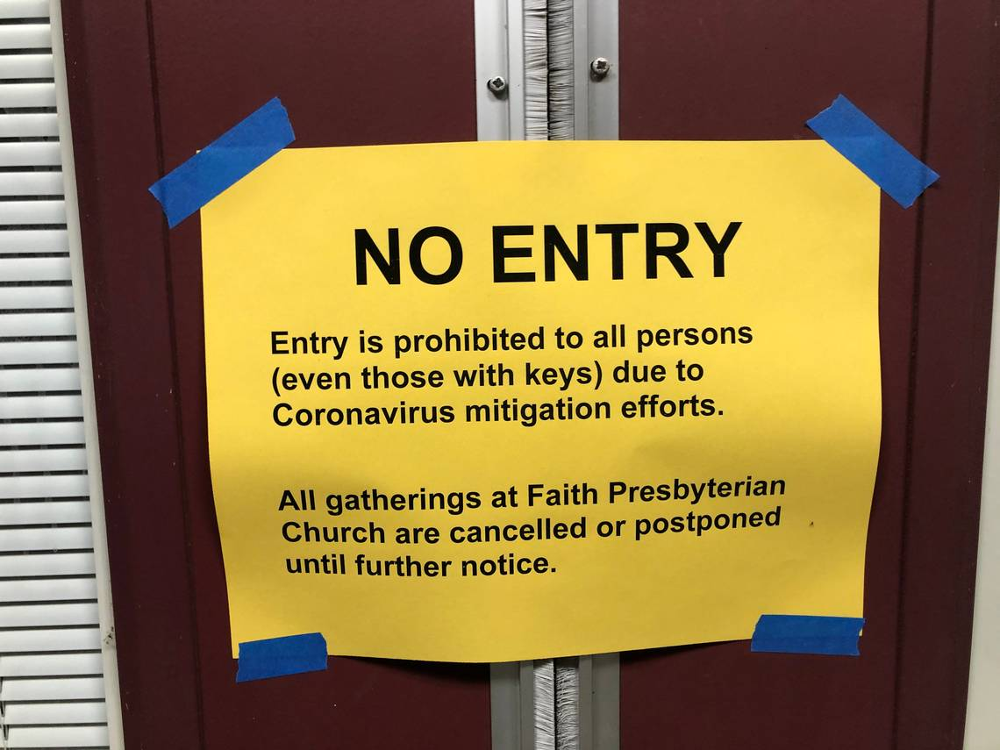 NO ENTRY
Entry is prohibited to all persons
(even those with keys) due to
Coronavirus mitigation efforts.
All gatherings at Faith Presbyterian
Church are cancelled or postponed
until further notice.